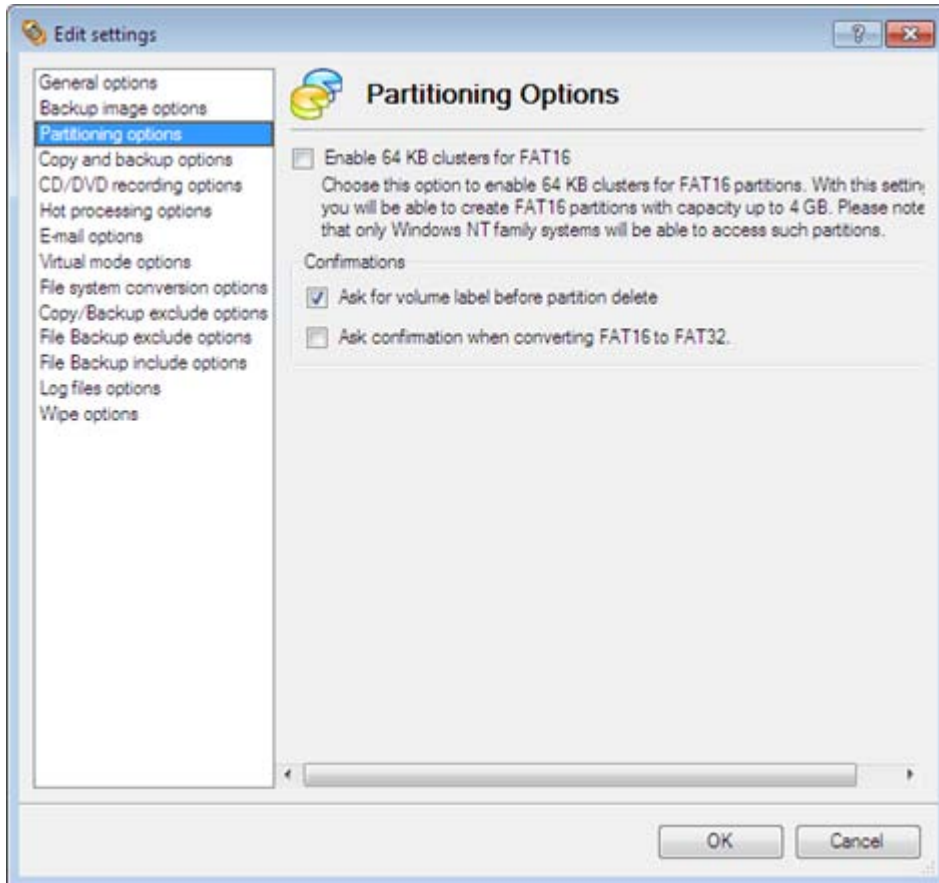 Edit settings
General options
Backup image options
Partitioning options
Copy and backup options
CD/DVD recording options
Hot processing options
E-mail options
Virtual mode options
File system conversion options
Copy/Backup exclude options
File Backup exclude options
File Backup include options
Log files options
Wipe options
Partitioning Options
Enable 64 KB clusters for FAT16
Choose this option to enable 64 KB clusters for FAT16 partitions. With this settin
you will be able to create FAT16 partitions with capacity up to 4 GB. Please note
that only Windows NT family systems will be able to access such partitions.
Confirmations
Ask for volume label before partition delete
Ask confirmation when converting FAT16 to FAT32.
OK
Cancel